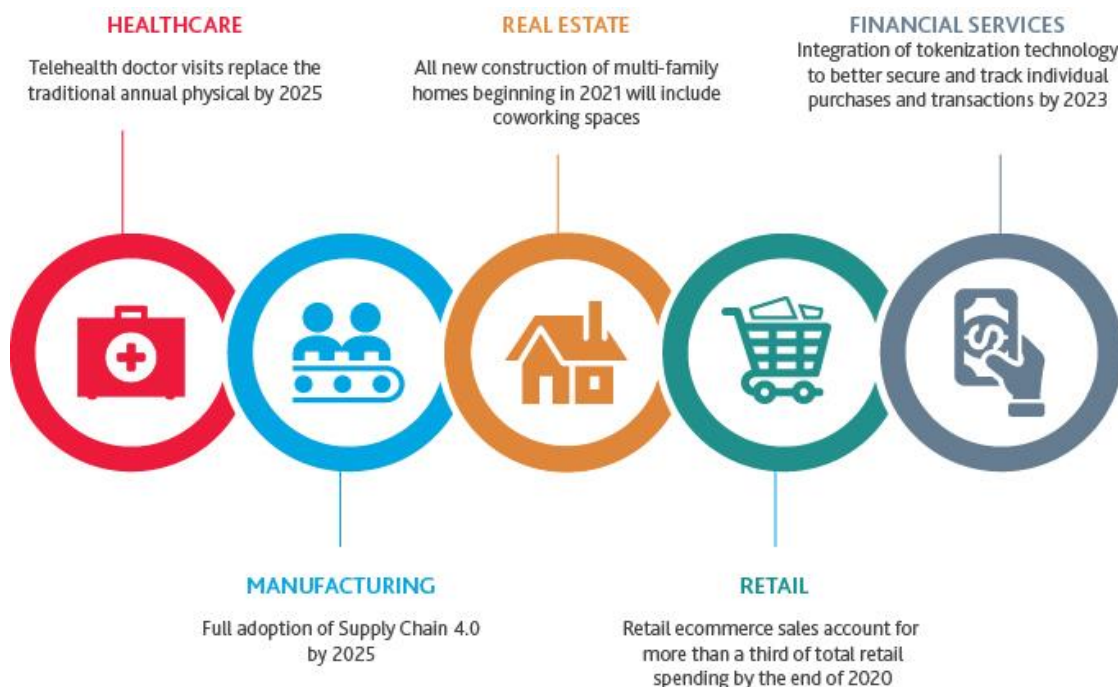 HEALTHCARE
Telehealth doctor visits replace the
traditional annual physical by 2025
REAL ESTATE
All new construction of multi-family
homes beginning in 2021 will include
coworking spaces
FINANCIAL SERVICES
Integration of tokenization technology
to better secure and track individual
purchases and transactions by 2023
$
MANUFACTURING
Full adoption of Supply Chain 4.0
by 2025
RETAIL
Retail ecommerce sales account for
more than a third of total retail
spending by the end of 2020